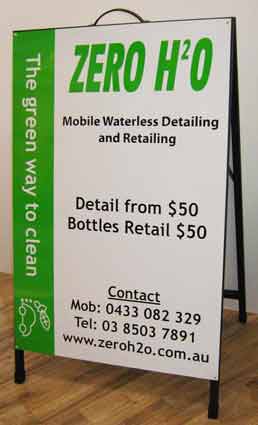 ZERO H²O
Mobile Waterless Detailing
and Retailing
Detail from $50
Bottles Retail $50
Contact
Mob: 0433 082 329
Tel: 03 8503 7891
www.zeroh2o.com.au
The green way to clean